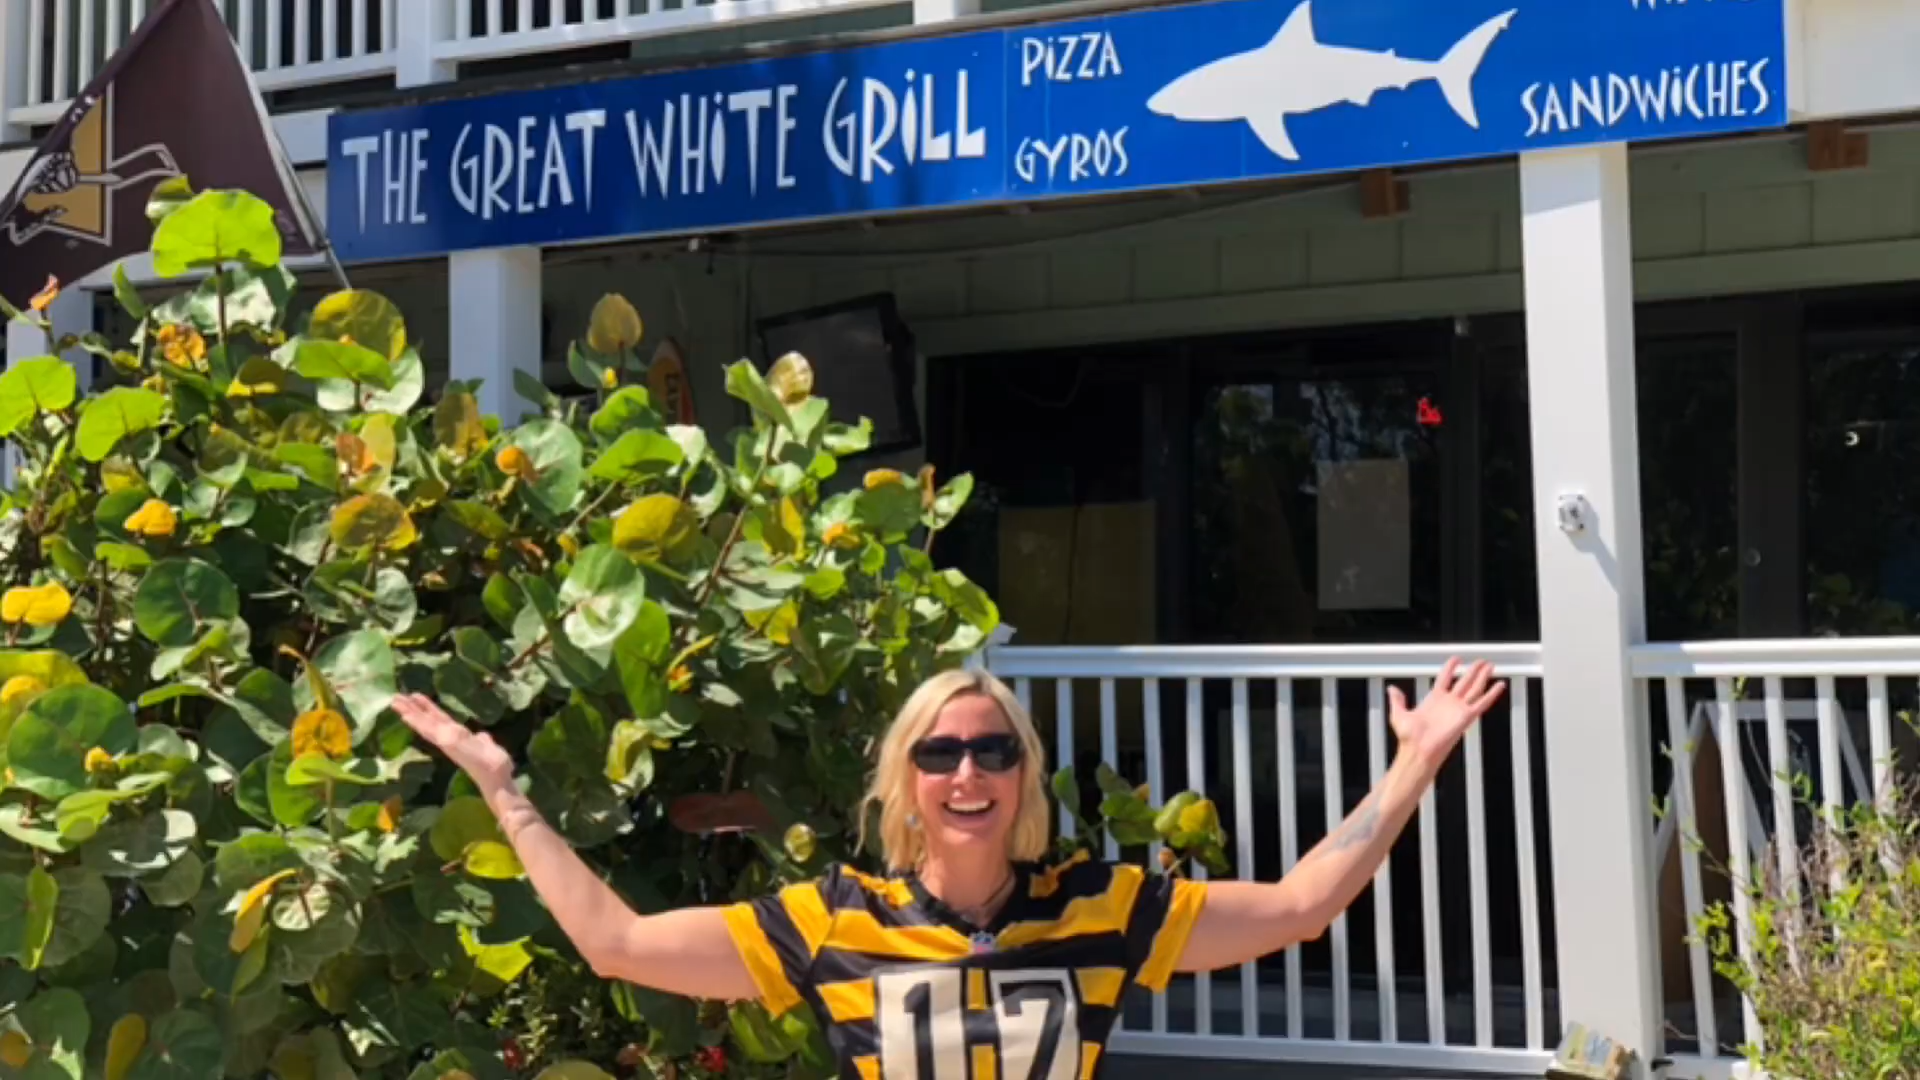 THE GREAT WHITE GRILL
PIZZA
GYROS
SANDWICHES
17